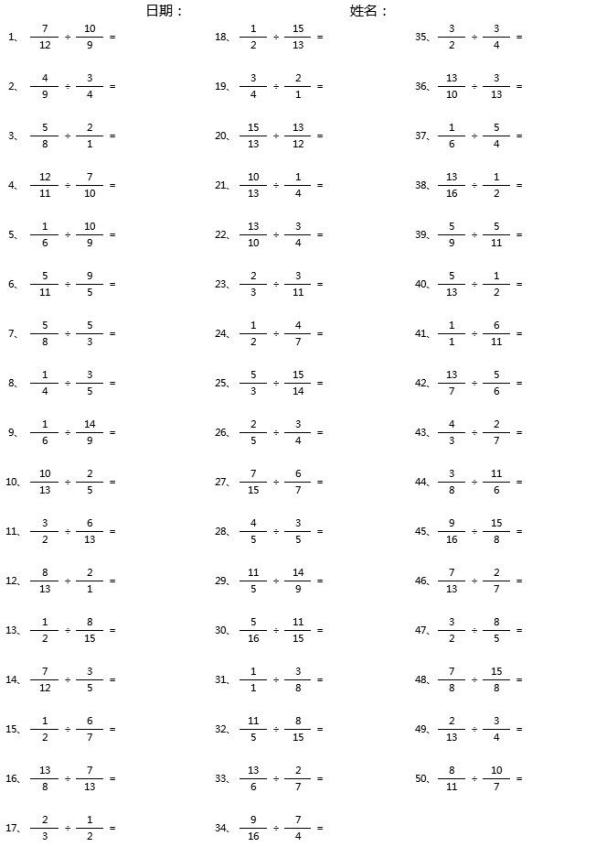 日期： 姓名：
1、 7/12 ÷ 10/9 = 18、 1/2 ÷ 15/13 = 35、 3/2 ÷ 3/4 =
2、 4/9 ÷ 3/4 = 19、 3/4 ÷ 2/1 = 36、 13/10 ÷ 3/13 =
3、 5/8 ÷ 2/1 = 20、 15/13 ÷ 13/12 = 37、 1/6 ÷ 5/4 =
4、 12/11 ÷ 7/10 = 21、 10/13 ÷ 1/4 = 38、 13/16 ÷ 1/2 =
5、 1/6 ÷ 10/9 = 22、 13/10 ÷ 3/4 = 39、 5/9 ÷ 5/11 =
6、 5/11 ÷ 9/5 = 23、 2/3 ÷ 3/11 = 40、 5/13 ÷ 1/2 =
7、 5/8 ÷ 5/3 = 24、 1/2 ÷ 4/7 = 41、 1/1 ÷ 6/11 =
8、 1/4 ÷ 3/5 = 25、 5/3 ÷ 15/14 = 42、 13/7 ÷ 5/6 =
9、 1/6 ÷ 14/9 = 26、 2/5 ÷ 3/4 = 43、 4/3 ÷ 2/7 =
10、 10/13 ÷ 2/5 = 27、 7/15 ÷ 6/7 = 44、 3/8 ÷ 11/6 =
11、 3/2 ÷ 6/13 = 28、 4/5 ÷ 3/5 = 45、 9/16 ÷ 15/8 =
12、 8/13 ÷ 2/1 = 29、 11/5 ÷ 14/9 = 46、 7/13 ÷ 2/7 =
13、 1/2 ÷ 8/15 = 30、 5/16 ÷ 11/15 = 47、 3/2 ÷ 8/5 =
14、 7/12 ÷ 3/5 = 31、 1/1 ÷ 3/8 = 48、 7/8 ÷ 15/8 =
15、 1/2 ÷ 6/7 = 32、 11/5 ÷ 8/15 = 49、 2/13 ÷ 3/4 =
16、 13/8 ÷ 7/13 = 33、 13/6 ÷ 2/7 = 50、 8/11 ÷ 10/7 =
17、 2/3 ÷ 1/2 = 34、 9/16 ÷ 7/4 =